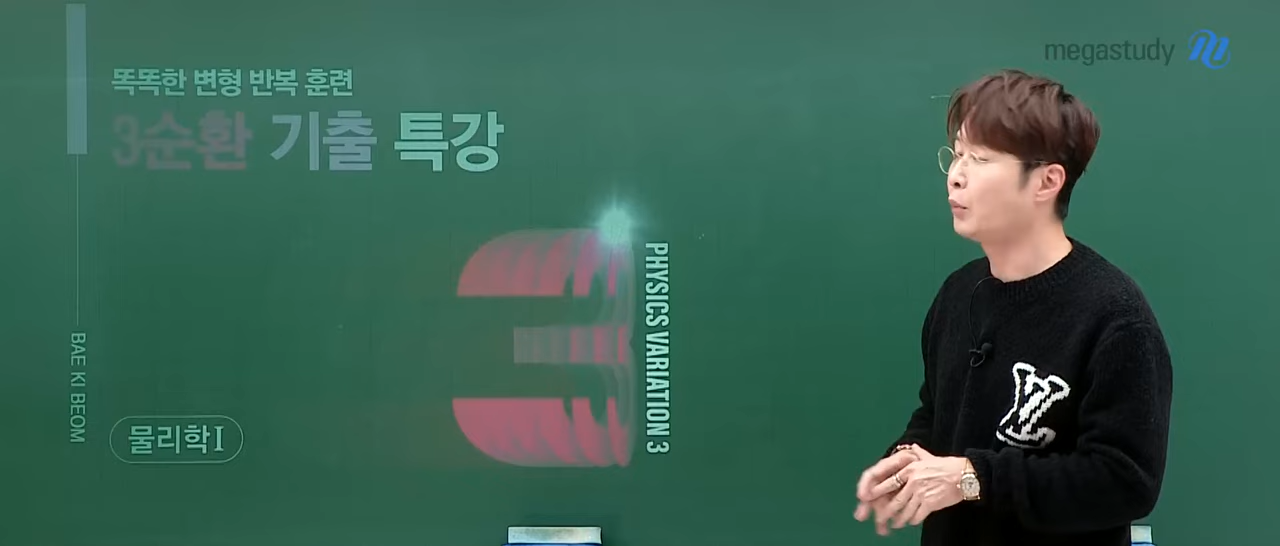 megastudy
똑똑한 변형 반복 훈련
3순환 기출 특강
3
PHYSICS VARIATION 3
BAE KI BEOM
물리학I